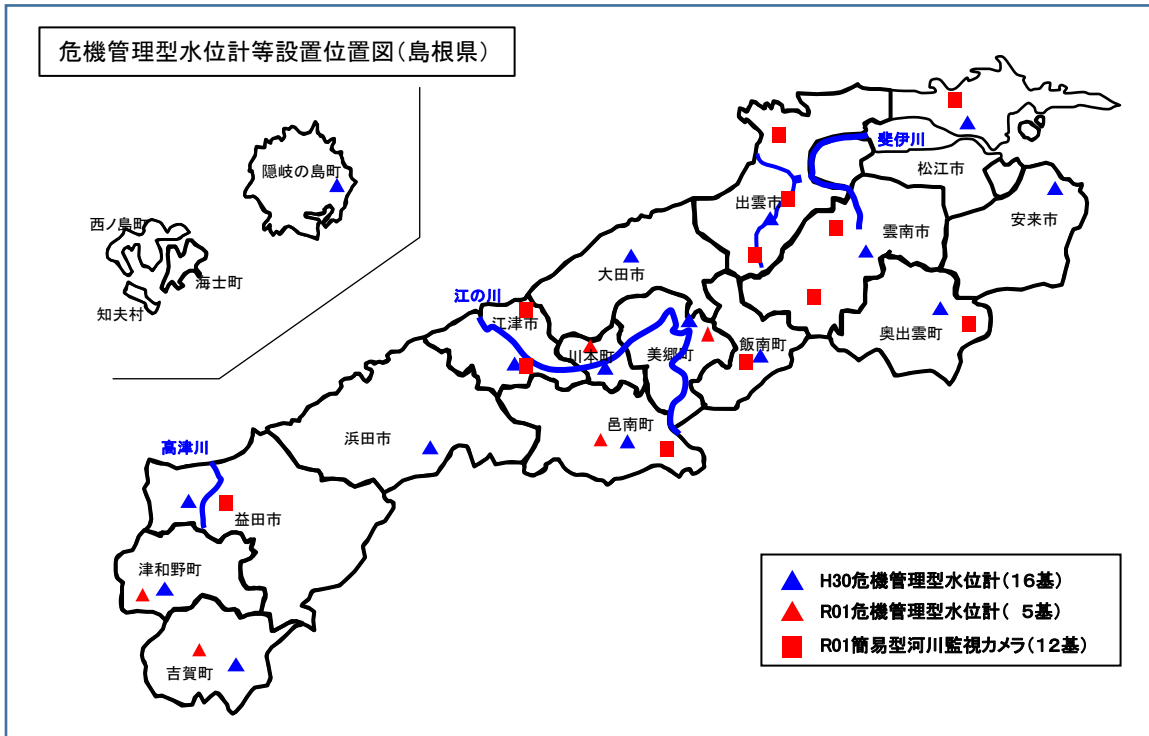 危機管理型水位計等設置位置図(島根県)
隠岐の島町
西ノ島町
海士町
知夫村
斐伊川
松江市
安来市
出雲市
雲南市
大田市
江の川
江津市
川本町
美郷町
飯南町
奥出雲町
邑南町
浜田市
高津川
益田市
津和野町
吉賀町
H30危機管理型水位計(16基)
R01危機管理型水位計( 5基)
R01簡易型河川監視カメラ(12基)